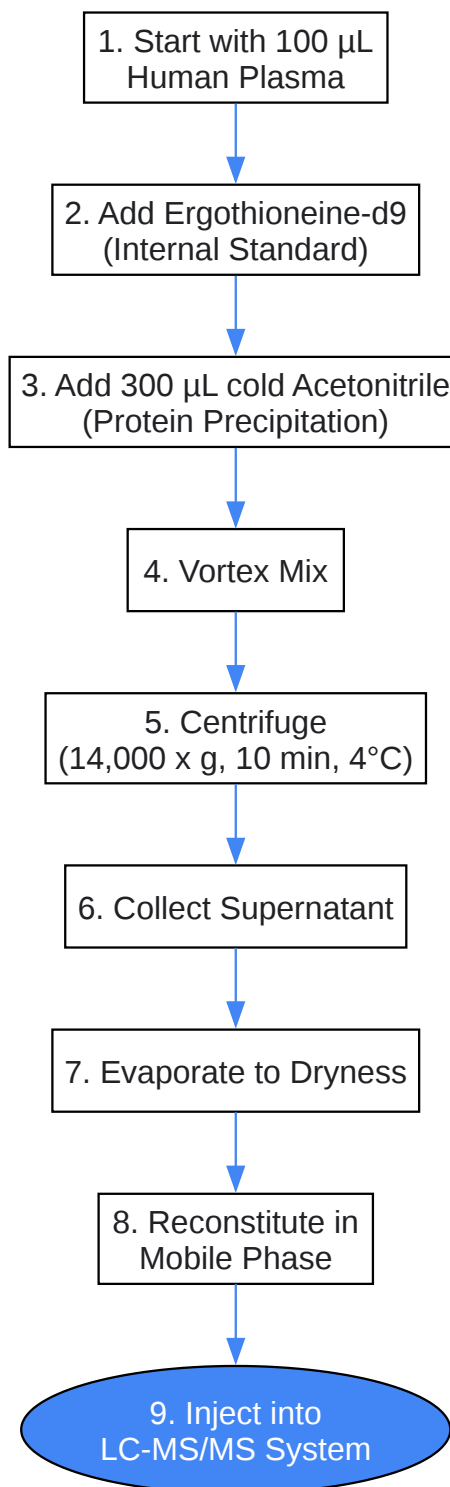 1. Start with 100 µL
Human Plasma
2. Add Ergothioneine-d9
(Internal Standard)
3. Add 300 µL cold Acetonitrile
(Protein Precipitation)
4. Vortex Mix
5. Centrifuge
(14,000 x g, 10 min, 4°C)
6. Collect Supernatant
7. Evaporate to Dryness
8. Reconstitute in
Mobile Phase
9. Inject into
LC-MS/MS System